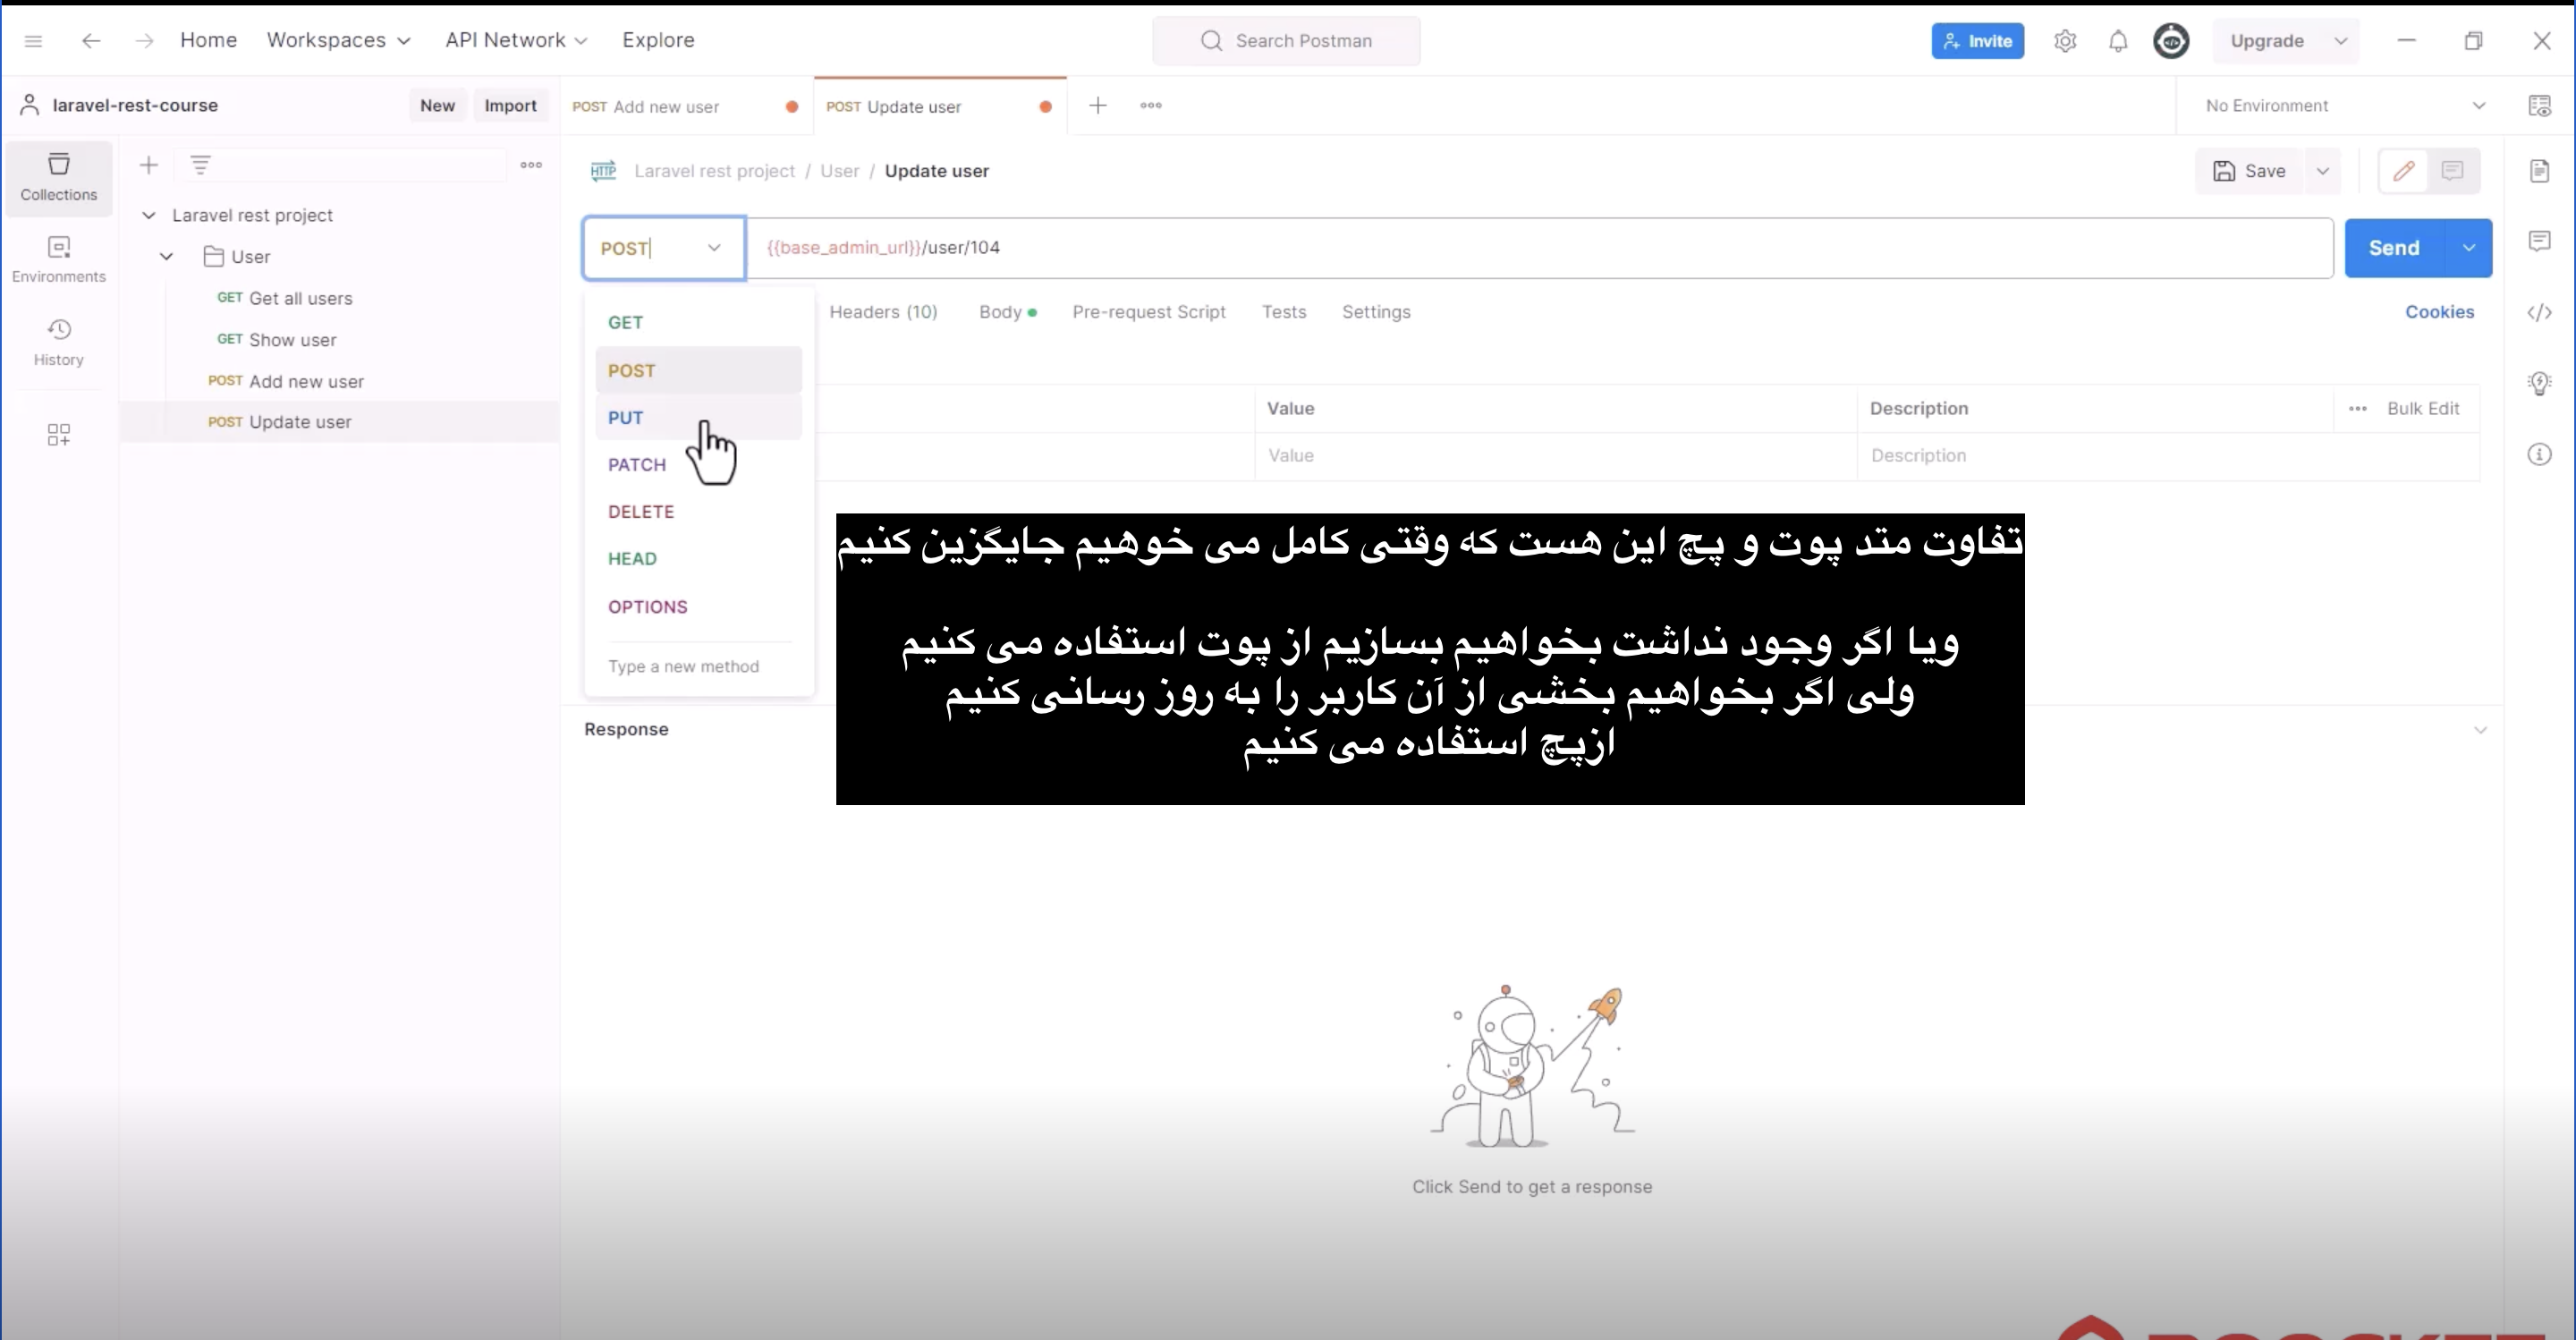 Home
Workspaces
API Network
Explore
Search Postman
Invite
Upgrade
laravel-rest-course
New
Import
POST Add new user
POST Update user
No Environment
Collections
Environments
History
Laravel rest project
User
GET Get all users
GET Show user
POST Add new user
POST Update user
HTTP Laravel rest project / User / Update user
Save
POST
{{base_admin_url}}/user/104
Send
Headers (10)
Body
Pre-request Script
Tests
Settings
Cookies
GET
POST
PUT
PATCH
DELETE
HEAD
OPTIONS
Type a new method
Value
Description
Bulk Edit
Value
Description
تفاوت متد پوت و پچ این هست که وقتی کامل می خوهیم جایگزین کنیم
ویا اگر وجود نداشت بخواهیم بسازیم از پوت استفاده می کنیم
ولی اگر بخواهیم بخشی از آن کاربر را به روز رسانی کنیم
ازپچ استفاده می کنیم
Response
Click Send to get a response